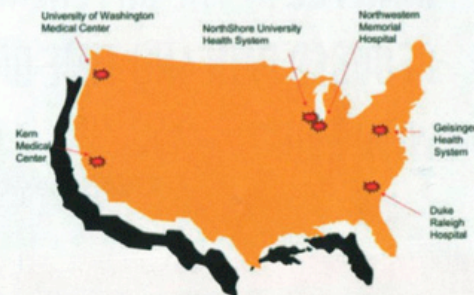 University of Washington
Medical Center
NorthShore University
Health System
Northwestern
Memorial
Hospital
Kern
Medical
Center
Geisinger
Health
System
Duke
Raleigh
Hospital